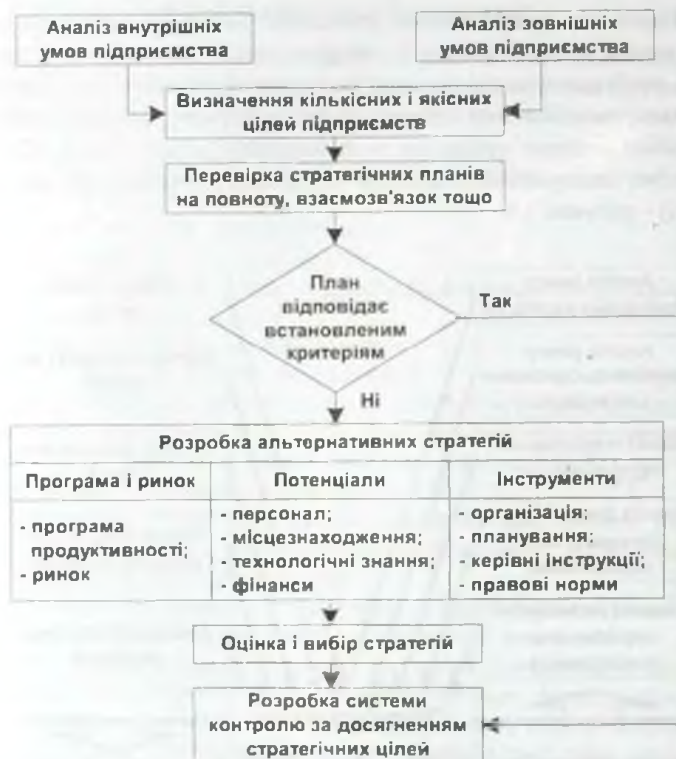 Аналіз внутрішніх
умов підприємства
Аналіз зовнішніх
умов підприємства
Визначення кількісних і якісних
цілей підприємств
Перевірка стратегічних планів
на повноту, взаємозв'язок тощо
План
відповідає
встановленим
критеріям
Так
Ні
Розробка альтернативних стратегій
Програма і ринок
Потенціали
Інструменти
- програма
продуктивності;
- ринок
- персонал;
- місцезнаходження;
- технологічні знання;
- фінанси
- організація;
- планування;
- керівні інструкції;
- правові норми
Оцінка і вибір стратегій
Розробка системи
контролю за досягненням
стратегічних цілей